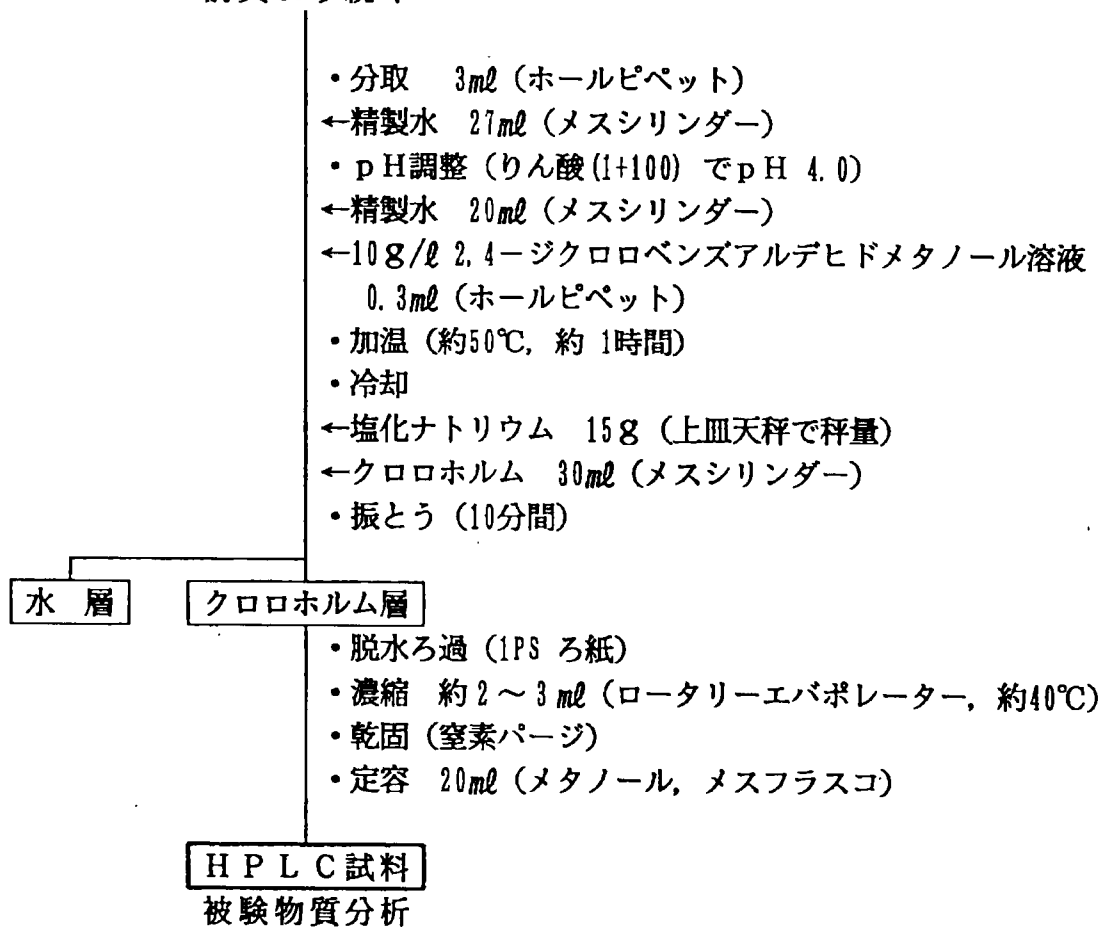 ・分取 3mℓ (ホールピペット)
←精製水 27mℓ (メスシリンダー)
・pH調整 (りん酸(1+100) でpH 4.0)
←精製水 20mℓ (メスシリンダー)
←10g/ℓ 2,4-ジクロロベンズアルデヒドメタノール溶液
0.3mℓ (ホールピペット)
・加温 (約50℃, 約 1時間)
・冷却
←塩化ナトリウム 15g (上皿天秤で秤量)
←クロロホルム 30mℓ (メスシリンダー)
・振とう (10分間)
水 層 クロロホルム層
・脱水ろ過 (1PS ろ紙)
・濃縮 約2～3mℓ (ロータリーエバポレーター, 約40℃)
・乾固 (窒素パージ)
・定容 20mℓ (メタノール, メスフラスコ)
HPLC試料
被験物質分析